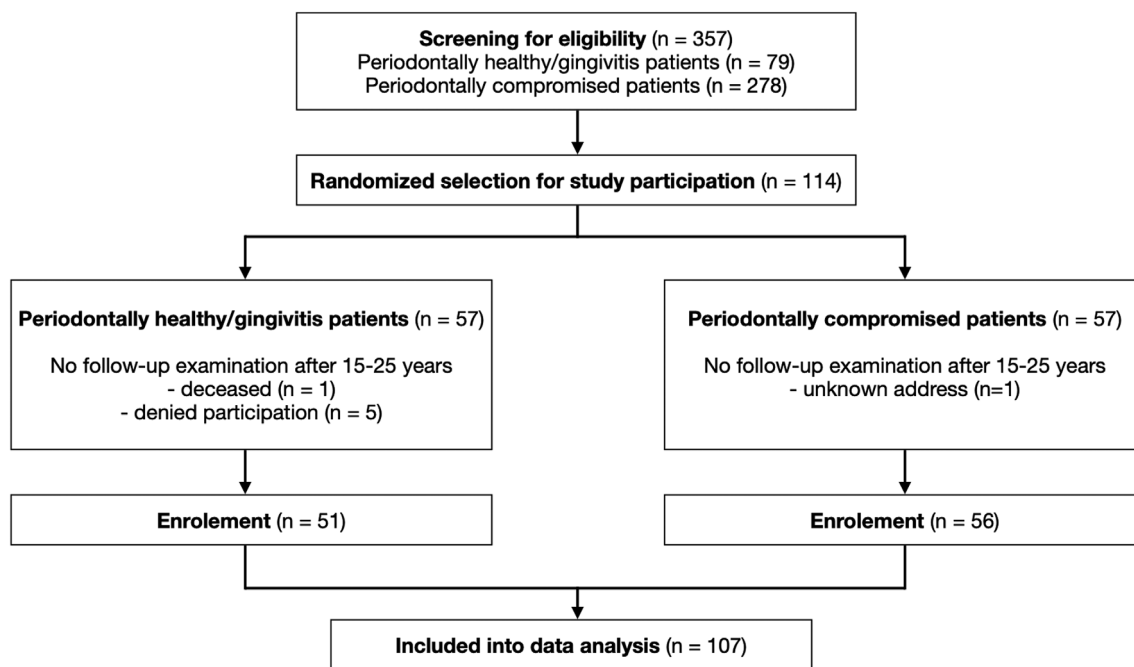 Screening for eligibility (n = 357)
Periodontally healthy/gingivitis patients (n = 79)
Periodontally compromised patients (n = 278)
Randomized selection for study participation (n = 114)
Periodontally healthy/gingivitis patients (n = 57)
No follow-up examination after 15-25 years
- deceased (n = 1)
- denied participation (n = 5)
Periodontally compromised patients (n = 57)
No follow-up examination after 15-25 years
- unknown address (n=1)
Enrolement (n = 51)
Enrolement (n = 56)
Included into data analysis (n = 107)